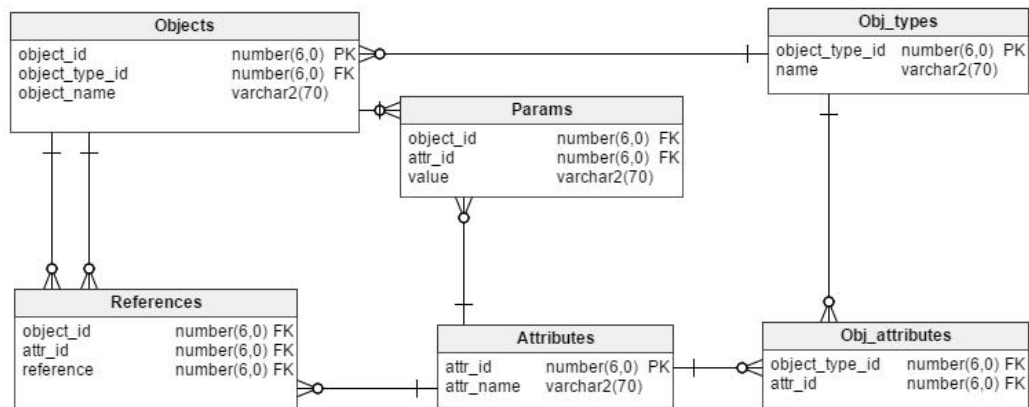 Objects
object_id number(6,0) PK
object_type_id number(6,0) FK
object_name varchar2(70)
Obj_types
object_type_id number(6,0) PK
name varchar2(70)
Params
object_id number(6,0) FK
attr_id number(6,0) FK
value varchar2(70)
References
object_id number(6,0) FK
attr_id number(6,0) FK
reference number(6,0) FK
Attributes
attr_id number(6,0) PK
attr_name varchar2(70)
Obj_attributes
object_type_id number(6,0) FK
attr_id number(6,0) FK